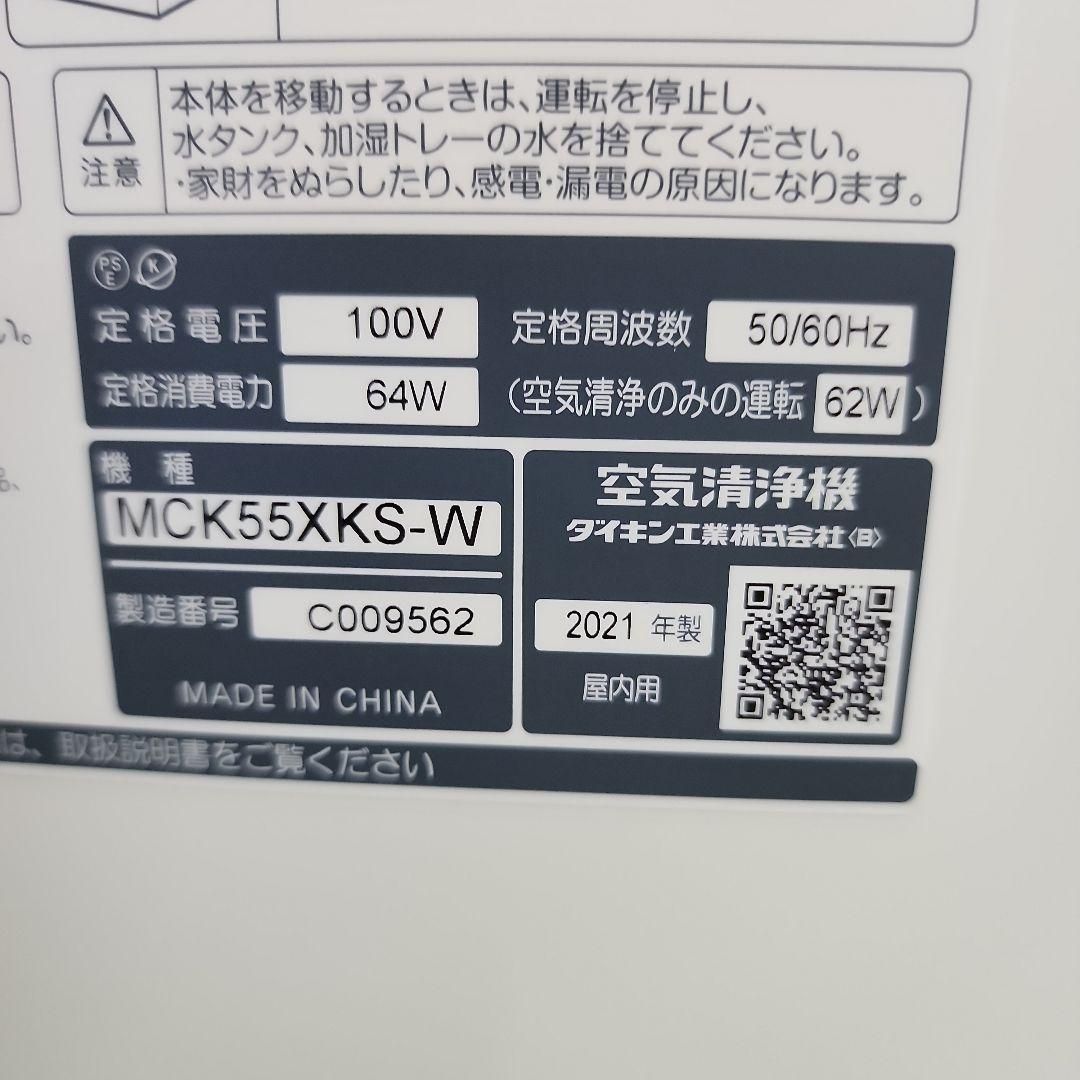 注意
本体を移動するときは、運転を停止し、
水タンク、加湿トレーの水を捨ててください。
・家財をぬらしたり、感電・漏電の原因になります。
い。
PS
E
K
定格電圧 100V 定格周波数 50/60Hz
定格消費電力 64W (空気清浄のみの運転 62W)
機 種
MCK55XKS-W
製造番号 C009562
MADE IN CHINA
空気清浄機
ダイキン工業株式会社〈B〉
2021 年製
屋内用
は、取扱説明書をご覧ください